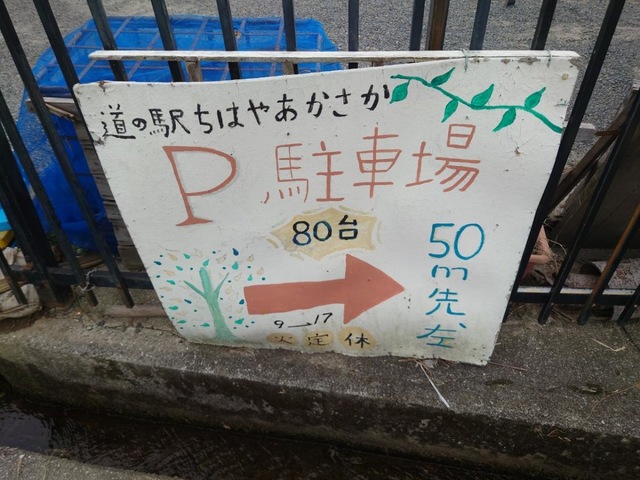 道の駅ちはやあかさか
P 駐車場
80台
50m先左
9→17
火定休